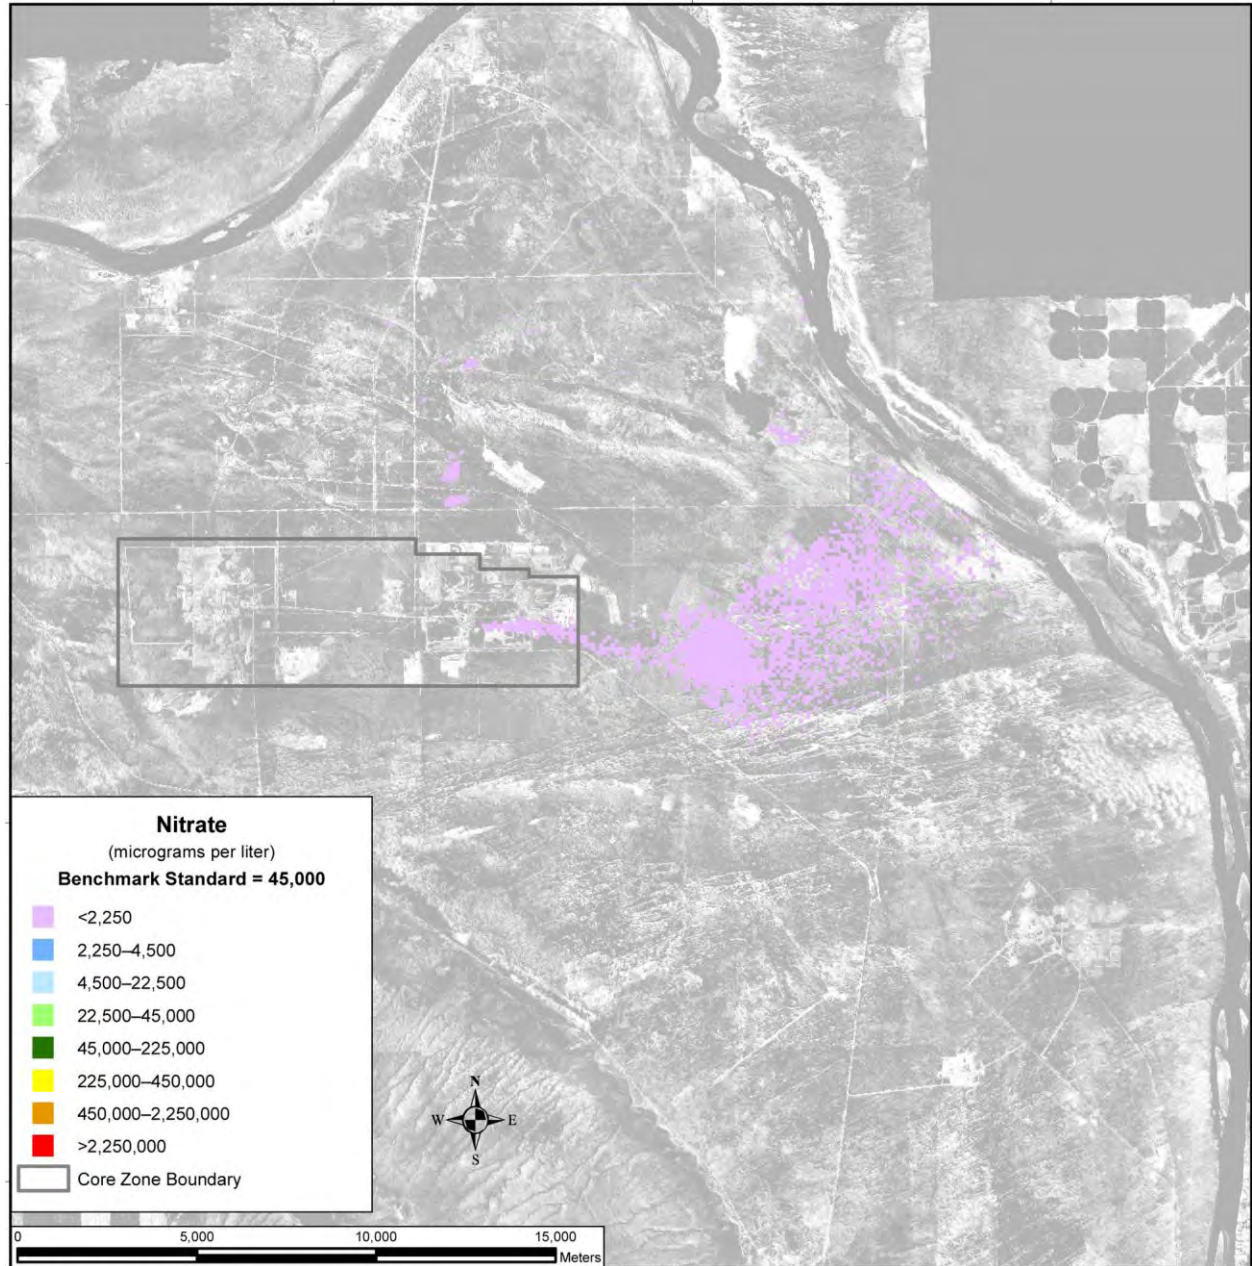 Nitrate
(micrograms per liter)
Benchmark Standard = 45,000
<2,250
2,250–4,500
4,500–22,500
22,500–45,000
45,000–225,000
225,000–450,000
450,000–2,250,000
>2,250,000
Core Zone Boundary
N
W E
S
0 5,000 10,000 15,000
Meters